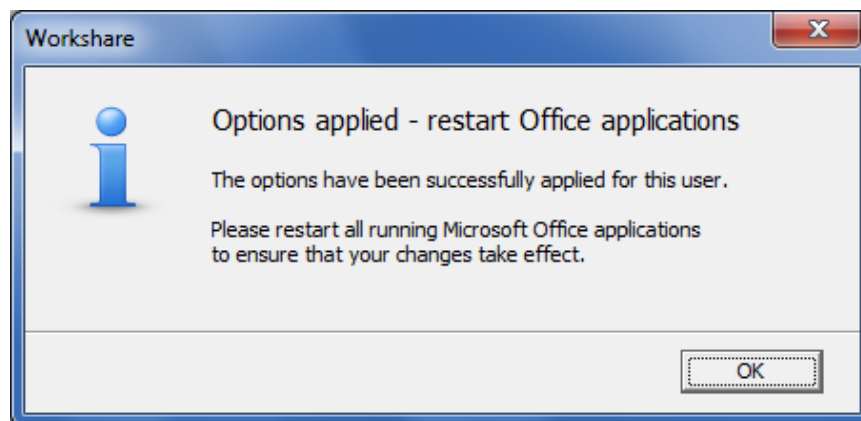 Workshare
Options applied - restart Office applications
The options have been successfully applied for this user.
Please restart all running Microsoft Office applications
to ensure that your changes take effect.
OK